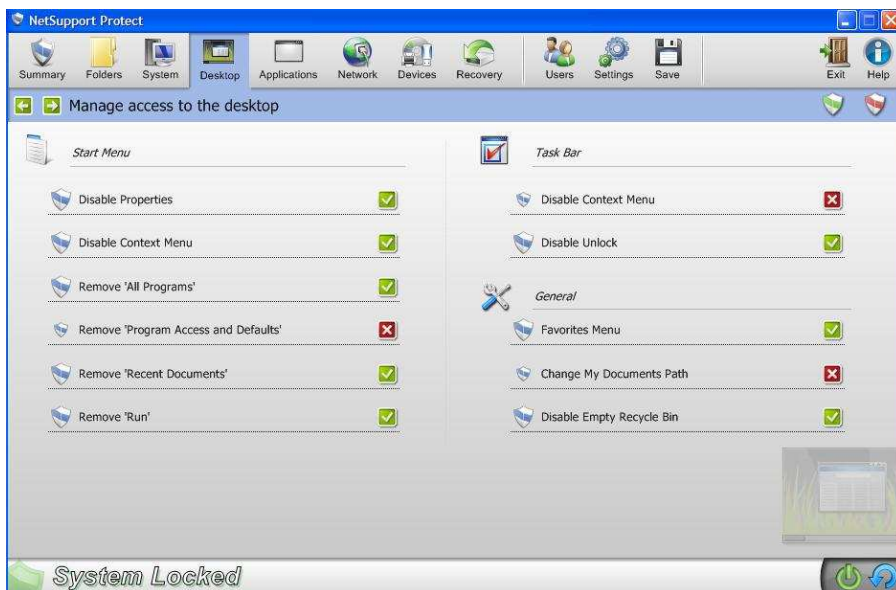 NetSupport Protect
Summary Folders System Desktop Applications Network Devices Recovery Users Settings Save Exit Help
Manage access to the desktop
Start Menu
Disable Properties
Disable Context Menu
Remove 'All Programs'
Remove 'Program Access and Defaults'
Remove 'Recent Documents'
Remove 'Run'
Task Bar
Disable Context Menu
Disable Unlock
General
Favorites Menu
Change My Documents Path
Disable Empty Recycle Bin
System Locked